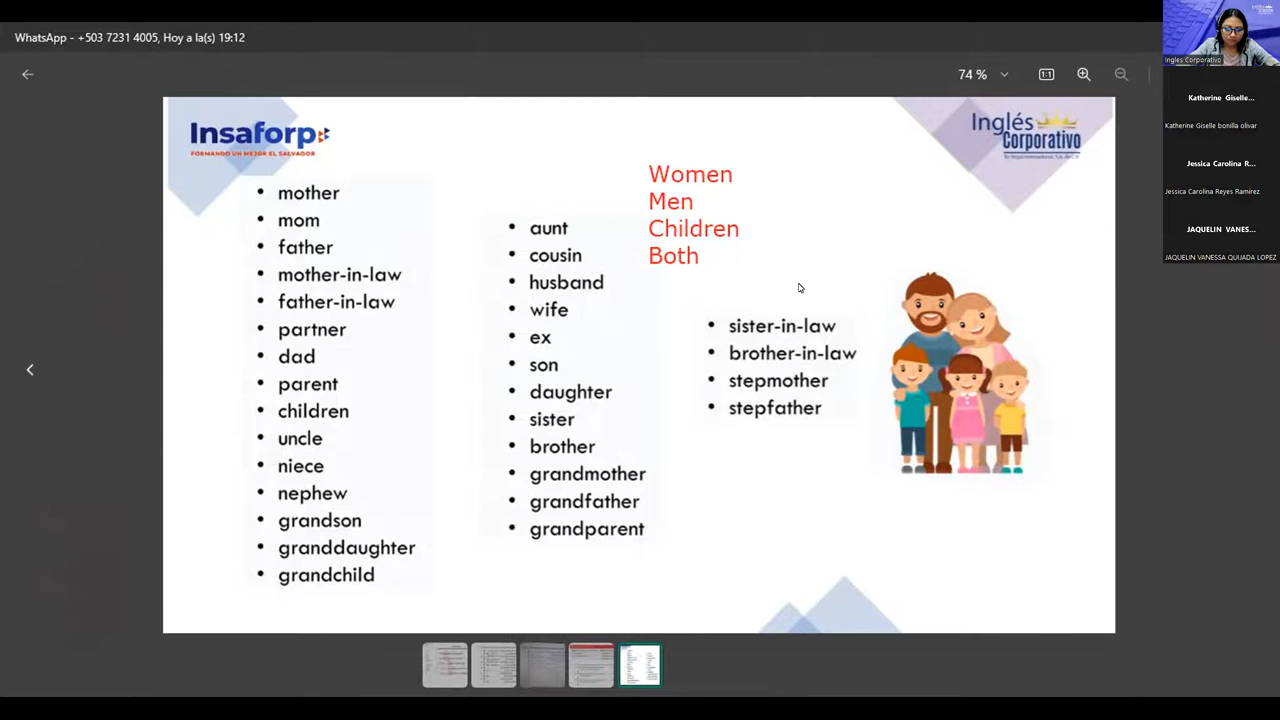 WhatsApp - +503 7231 4005, Hoy a la(s) 19:12
74 %
1:1
Insaforp
FORMANDO UN MEJOR EL SALVADOR
Inglés
Corporativo
Women
Men
Children
Both
• mother
• mom
• father
• mother-in-law
• father-in-law
• partner
• dad
• parent
• children
• uncle
• niece
• nephew
• grandson
• granddaughter
• grandchild
• aunt
• cousin
• husband
• wife
• ex
• son
• daughter
• sister
• brother
• grandmother
• grandfather
• grandparent
• sister-in-law
• brother-in-law
• stepmother
• stepfather
Ingles Corporativo
Katherine Giselle...
Katherine Giselle bonilla olivar
Jessica Carolina R...
Jessica Carolina Reyes Ramírez
JAQUELIN VANES...
JAQUELIN VANESSA QUIJADA LOPEZ